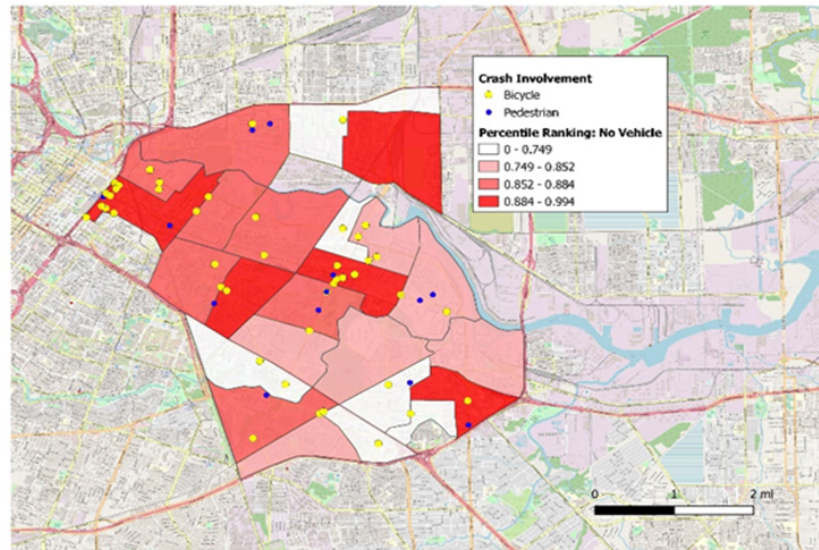 Crash Involvement
Bicycle
Pedestrian
Percentile Ranking: No Vehicle
0 - 0.749
0.749 - 0.852
0.852 - 0.884
0.884 - 0.994
0 1 2 mi